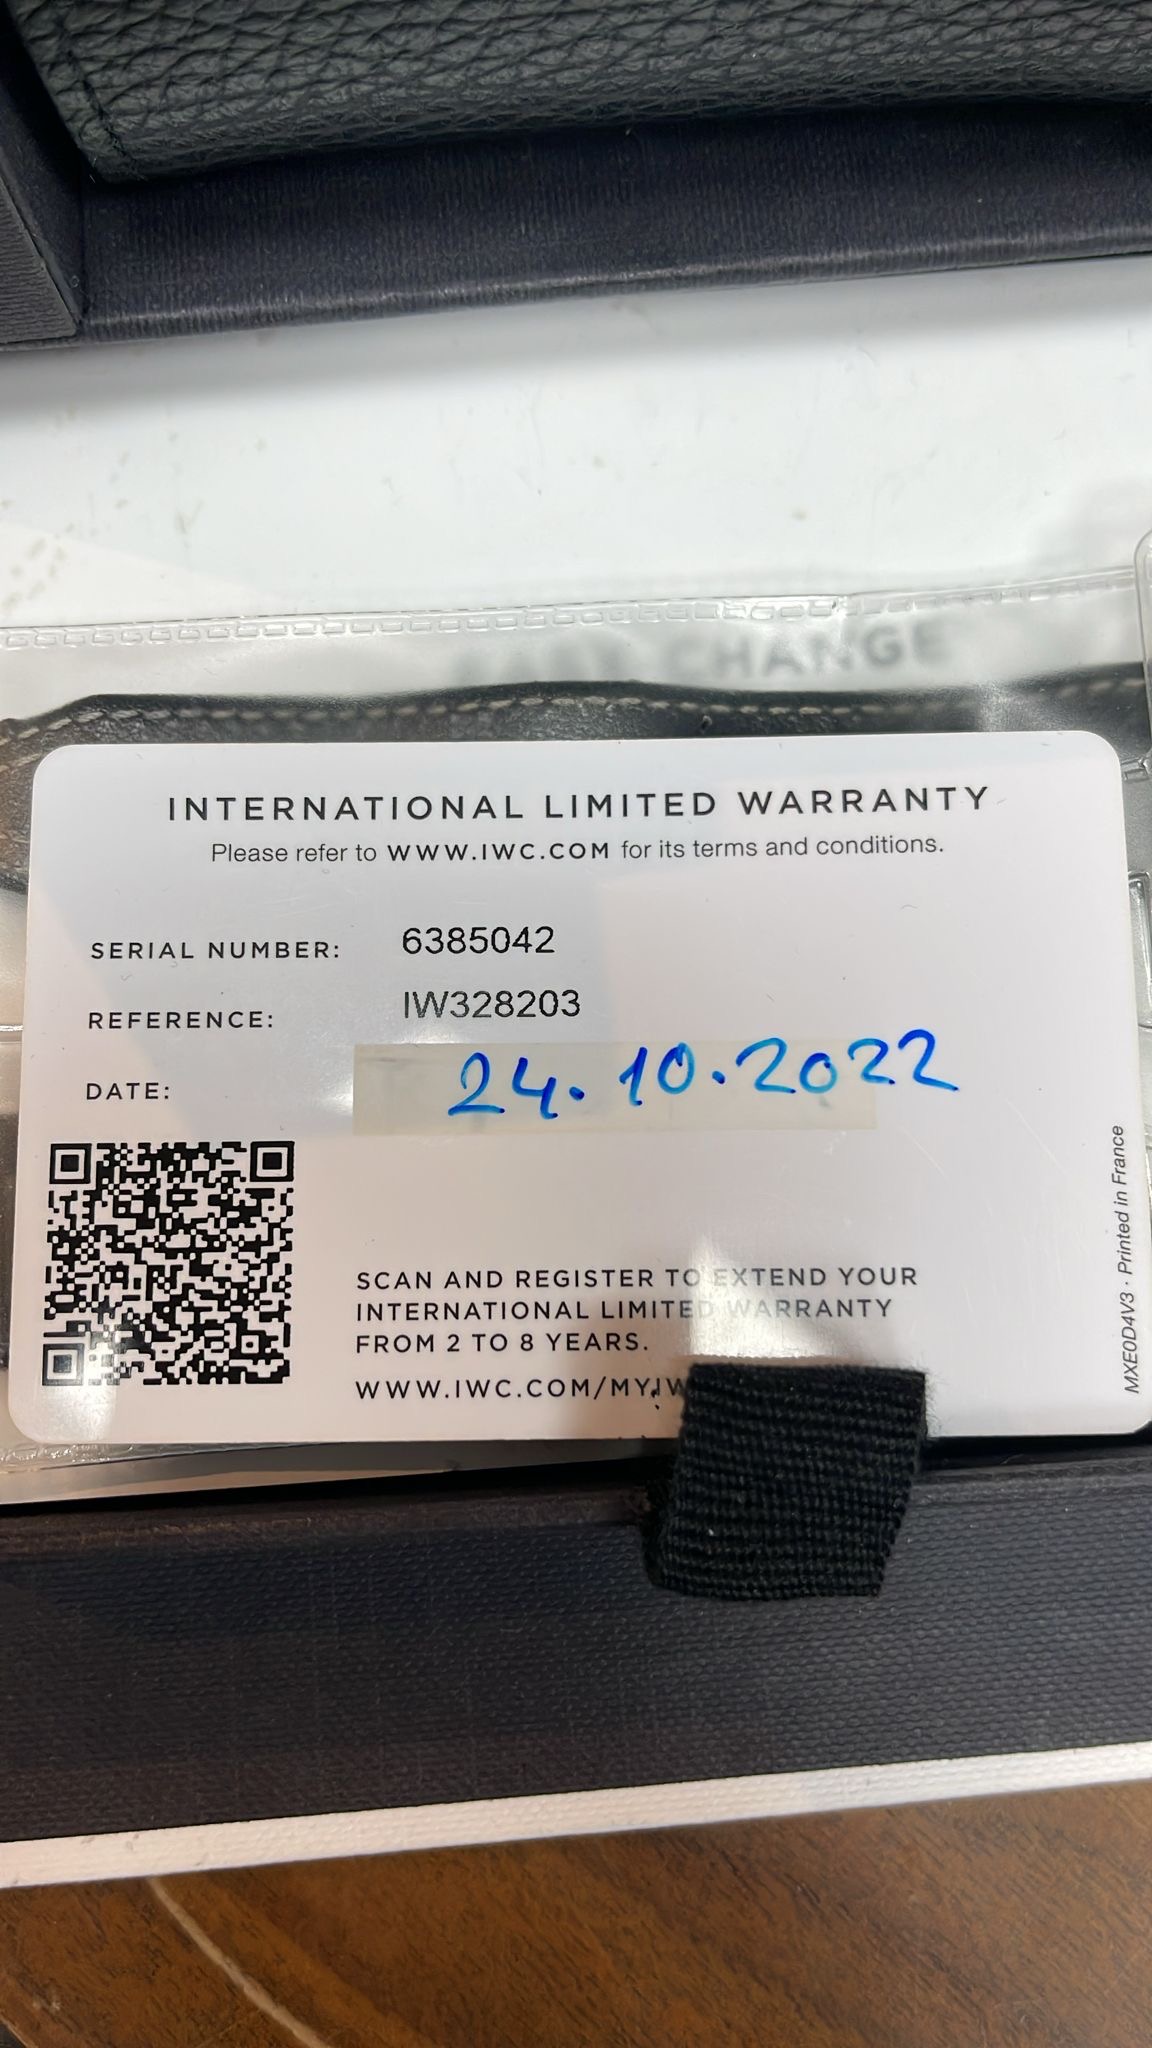 CHANGE
INTERNATIONAL LIMITED WARRANTY
Please refer to WWW.IWC.COM for its terms and conditions.
SERIAL NUMBER: 6385042
REFERENCE: IW328203
DATE: 24.10.2022
SCAN AND REGISTER TO EXTEND YOUR
INTERNATIONAL LIMITED WARRANTY
FROM 2 TO 8 YEARS.
WWW.IWC.COM/MYIW
MXE0D4V3 · Printed in France